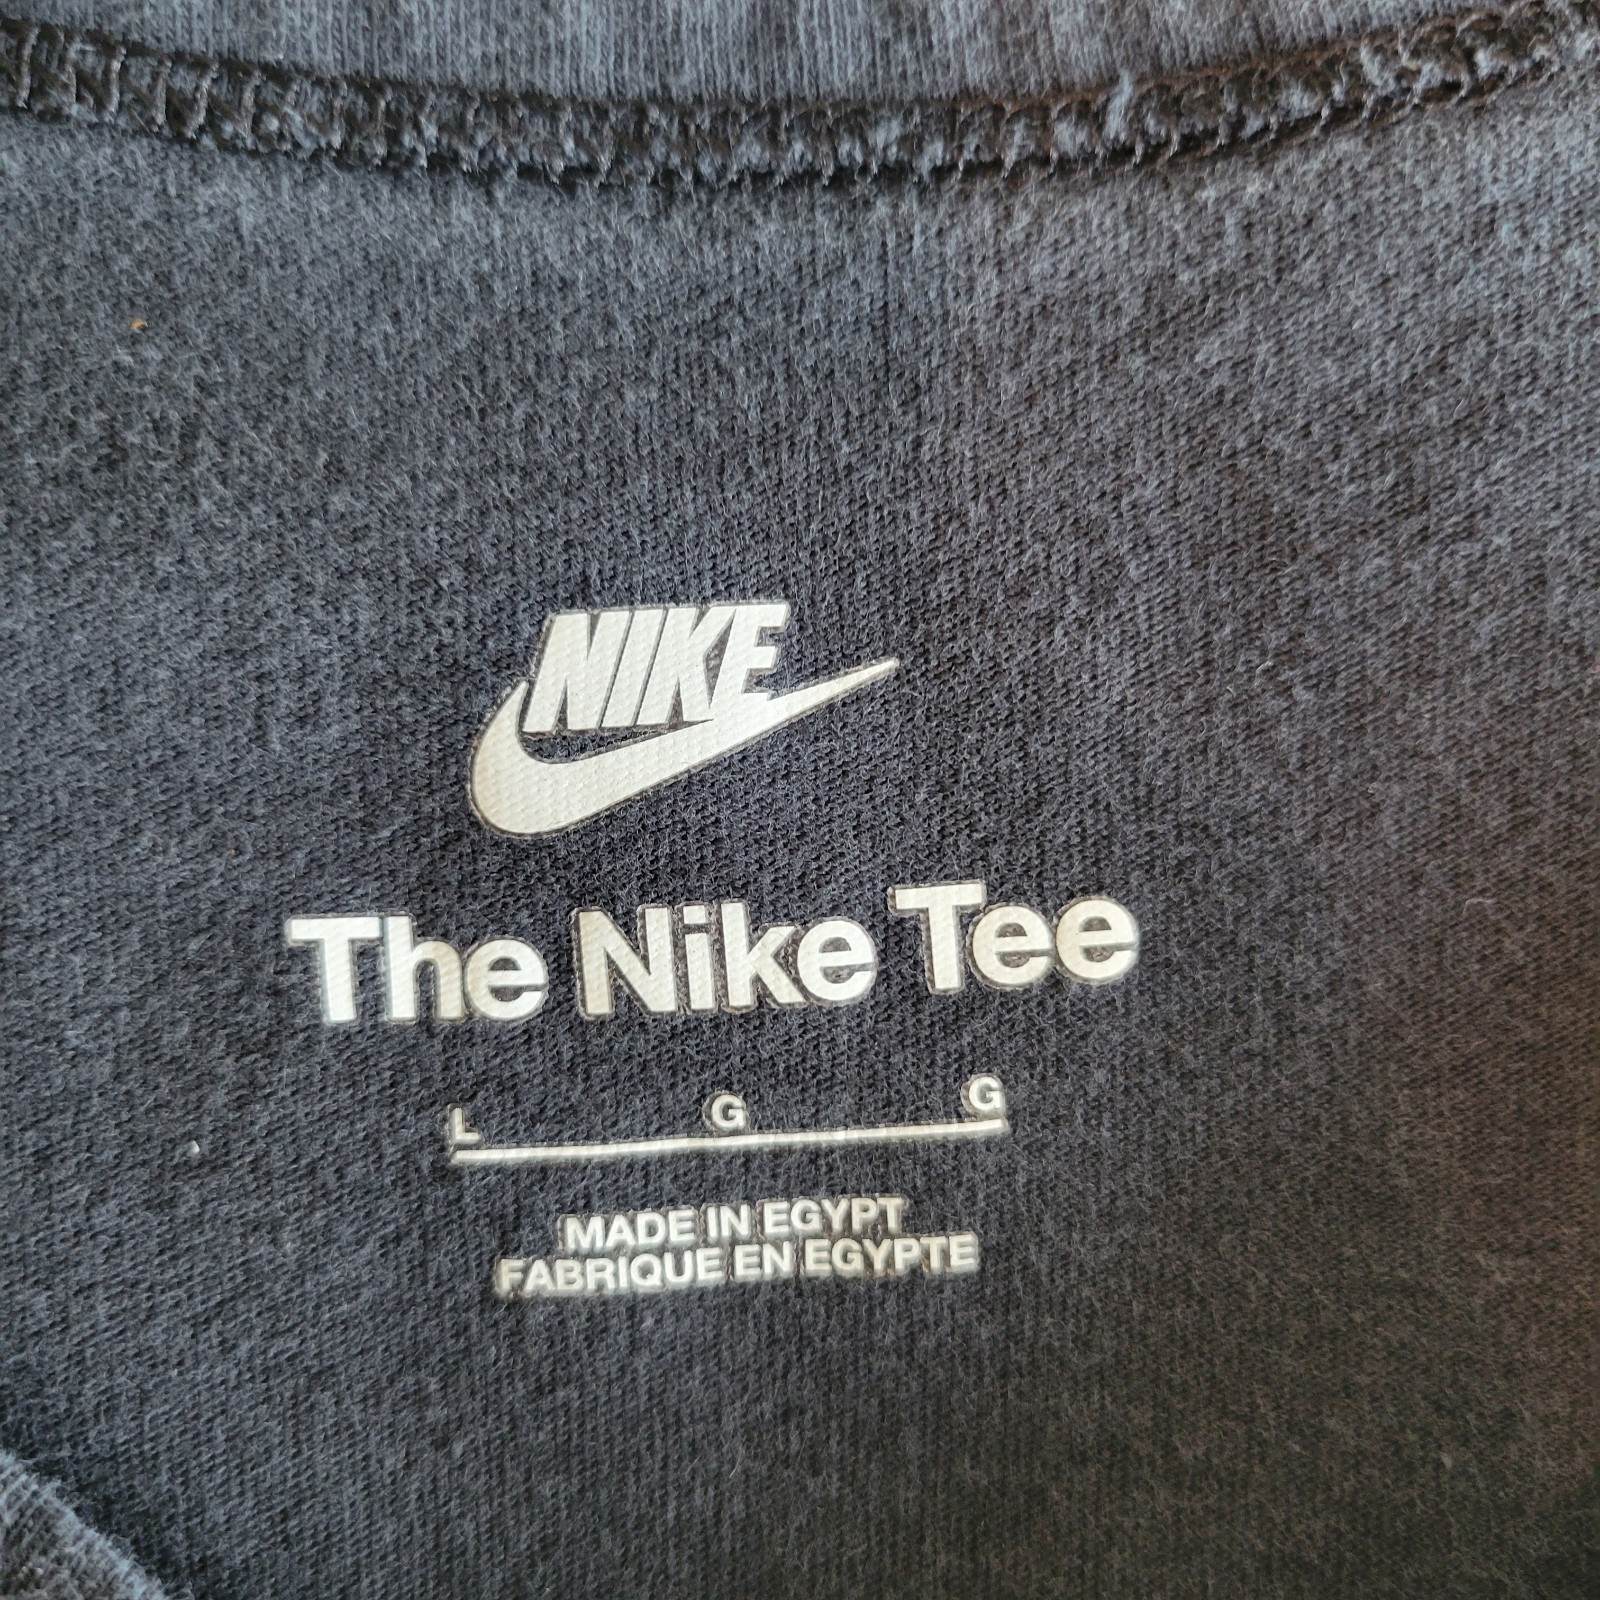 NIKE
The Nike Tee
L G G
MADE IN EGYPT
FABRIQUE EN EGYPTE